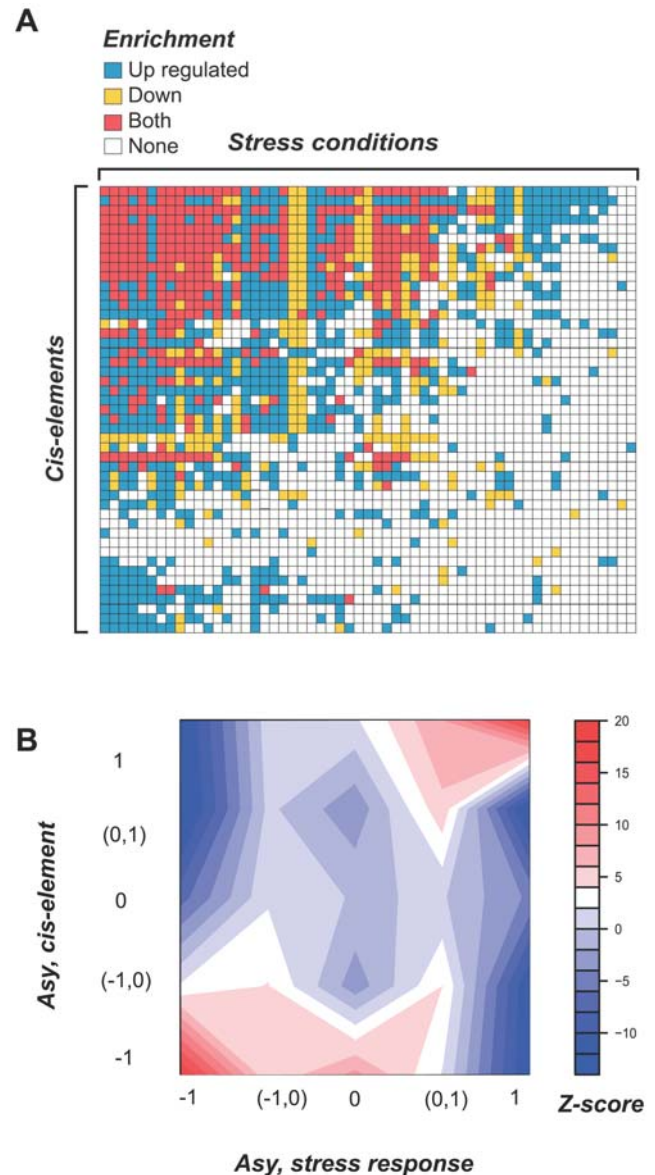 A
Enrichment
Up regulated
Down
Both
None
Stress conditions
Cis-elements
B
Asy, cis-element
1
(0,1)
0
(-1,0)
-1
-1
(-1,0)
0
(0,1)
1
Asy, stress response
20
15
10
5
0
−5
−10
Z-score